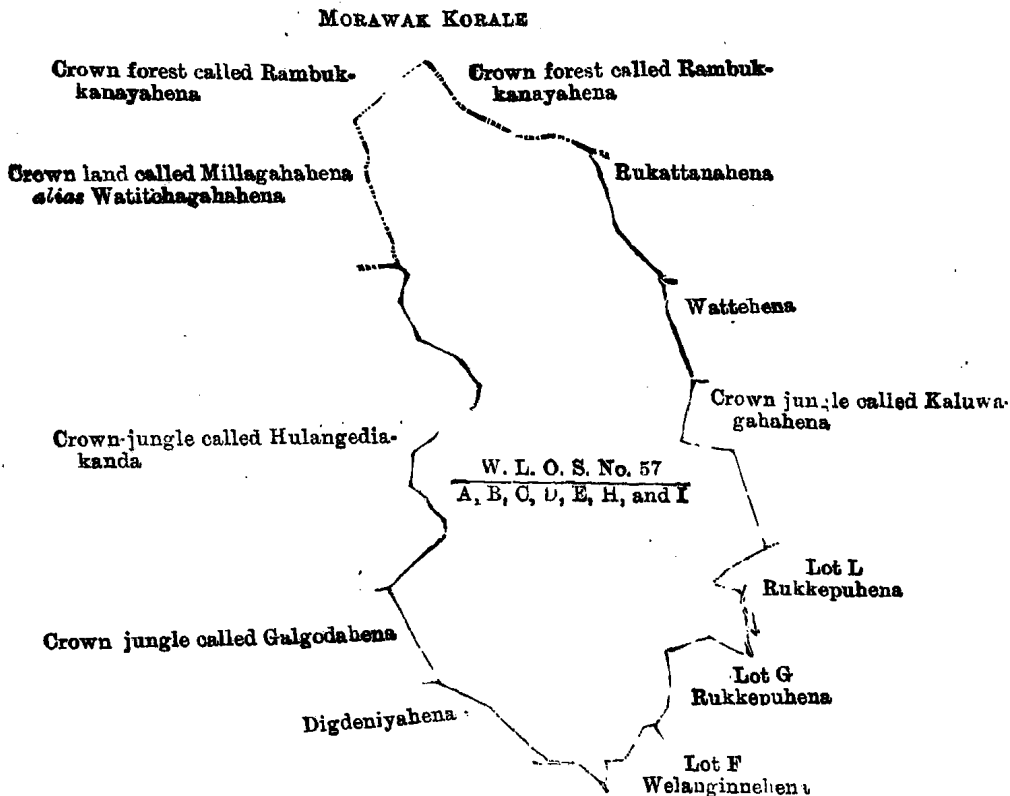 MORAWAK KORALE
Crown forest called Rambuk-
kanayahena
Crown forest called Rambuk-
kanayahena
Crown land called Millagahahena
alias Watitchagahahena
Rukattanahena
Wattehena
Crown jungle called Kaluwa-
gahahena
Crown jungle called Hulangedia-
kanda
W. L. O. S. No. 57
A, B, C, D, E, H, and I
Lot L
Rukkepuhena
Crown jungle called Galgodahena
Lot G
Rukkepuhena
Digdeniyahena
Lot F
Welanginnehena